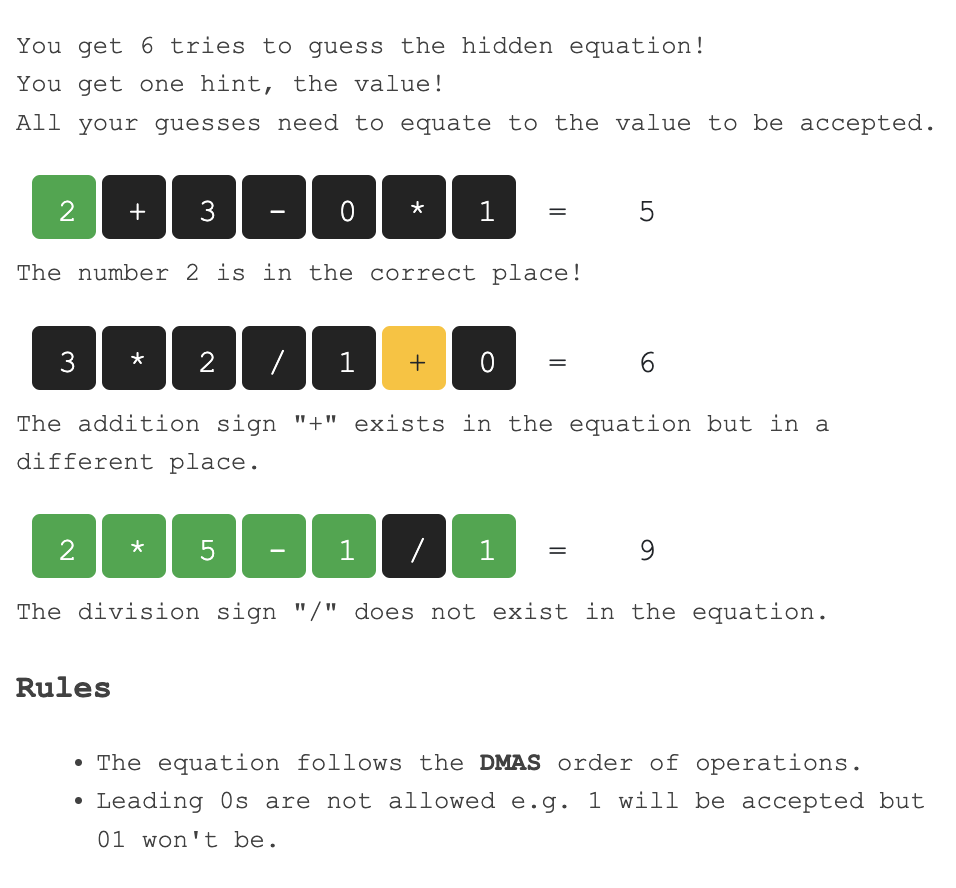 You get 6 tries to guess the hidden equation!
You get one hint, the value!
All your guesses need to equate to the value to be accepted.
2 + 3 - 0 * 1 = 5
The number 2 is in the correct place!
3 * 2 / 1 + 0 = 6
The addition sign "+" exists in the equation but in a
different place.
2 * 5 - 1 / 1 = 9
The division sign "/" does not exist in the equation.
Rules
• The equation follows the DMAS order of operations.
• Leading 0s are not allowed e.g. 1 will be accepted but
01 won't be.